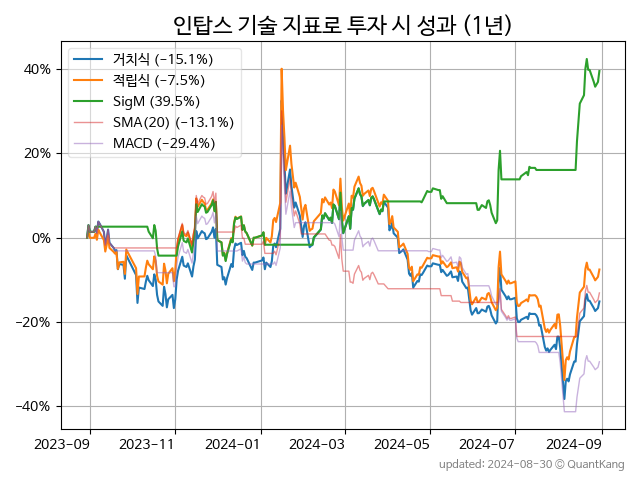 인탑스 기술 지표로 투자 시 성과 (1년)
거치식 (−15.1%)
적립식 (−7.5%)
SigM (39.5%)
SMA(20) (−13.1%)
MACD (−29.4%)
40%
20%
0%
−20%
−40%
2023-09 2023-11 2024-01 2024-03 2024-05 2024-07 2024-09
updated: 2024-08-30 © QuantKang